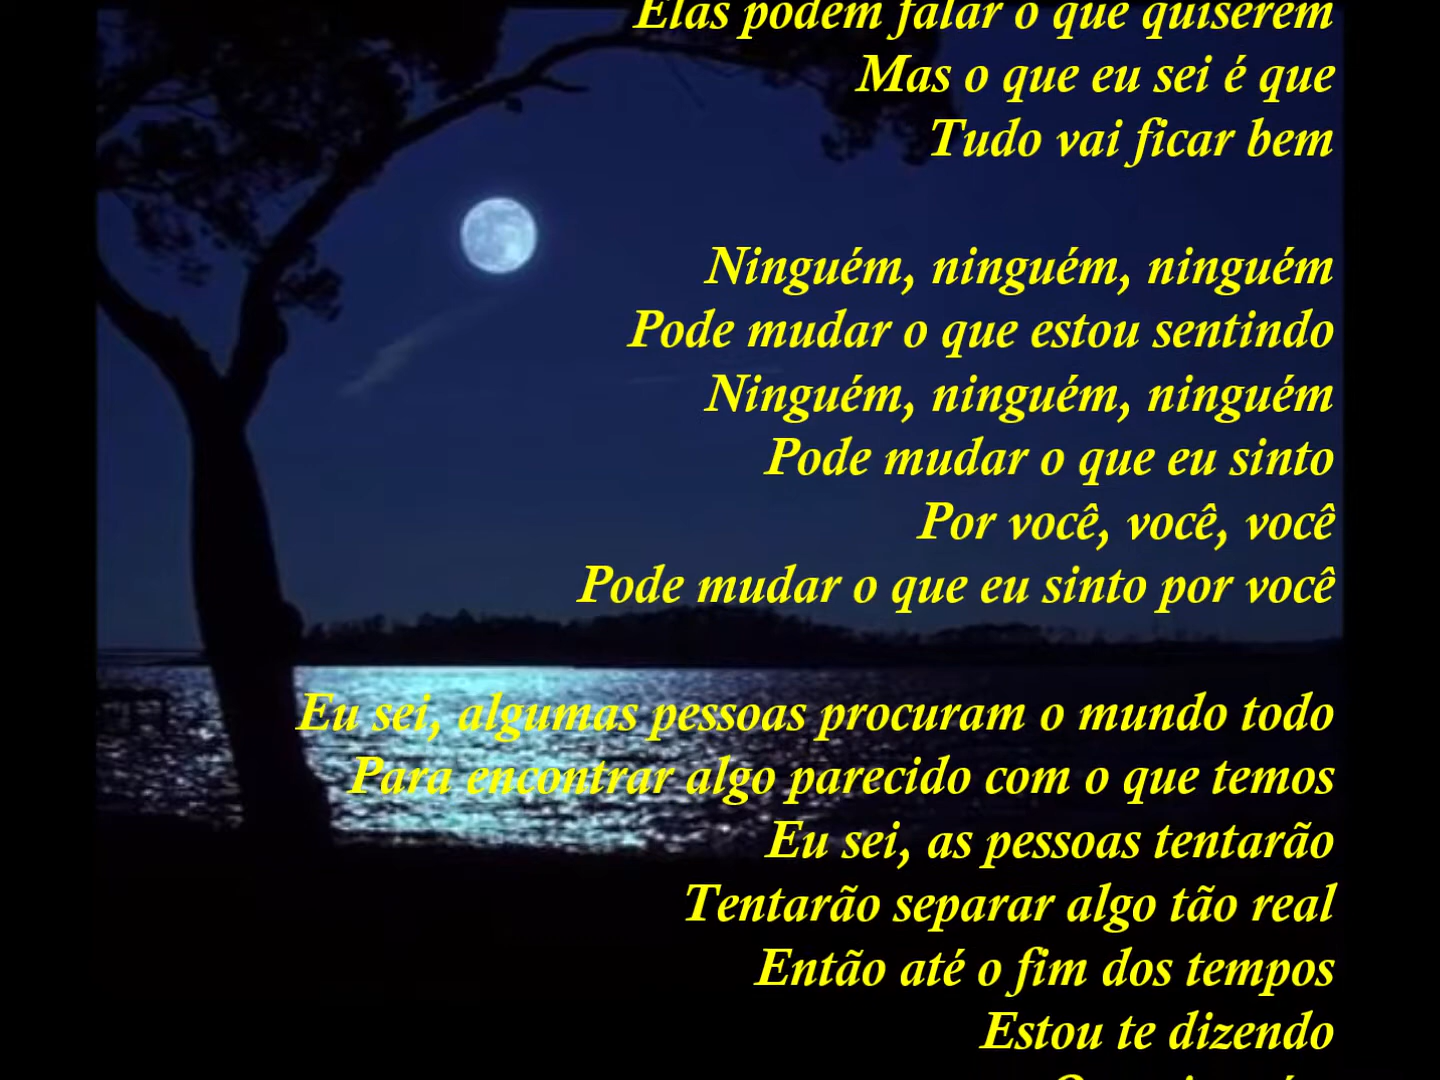 Elas podem falar o que quiserem
Mas o que eu sei é que
Tudo vai ficar bem
Ninguém, ninguém, ninguém
Pode mudar o que estou sentindo
Ninguém, ninguém, ninguém
Pode mudar o que eu sinto
Por você, você, você
Pode mudar o que eu sinto por você
Eu sei, algumas pessoas procuram o mundo todo
Para encontrar algo parecido com o que temos
Eu sei, as pessoas tentarão
Tentarão separar algo tão real
Então até o fim dos tempos
Estou te dizendo